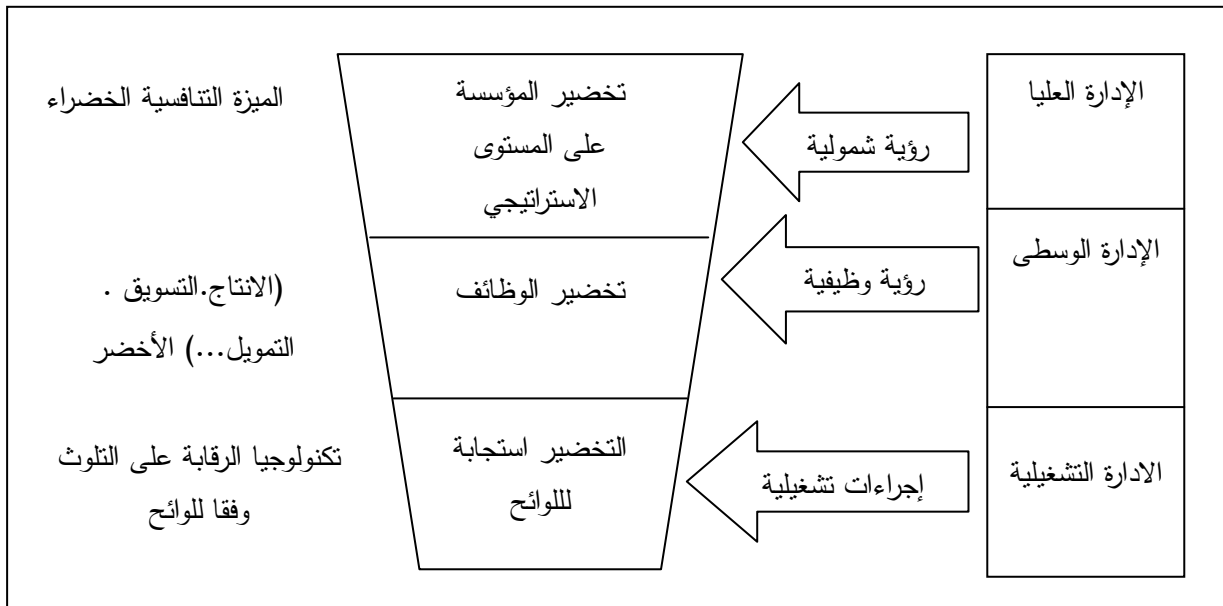 الإدارة العليا
رؤية شمولية
تخضير المؤسسة
على المستوى
الاستراتيجي
الميزة التنافسية الخضراء
الإدارة الوسطى
رؤية وظيفية
تخضير الوظائف
(الانتاج.التسويق .
التمويل...) الأخضر
الادارة التشغيلية
إجراءات تشغيلية
التخضير استجابة
لللوائح
تكنولوجيا الرقابة على التلوث
وفقا للوائح